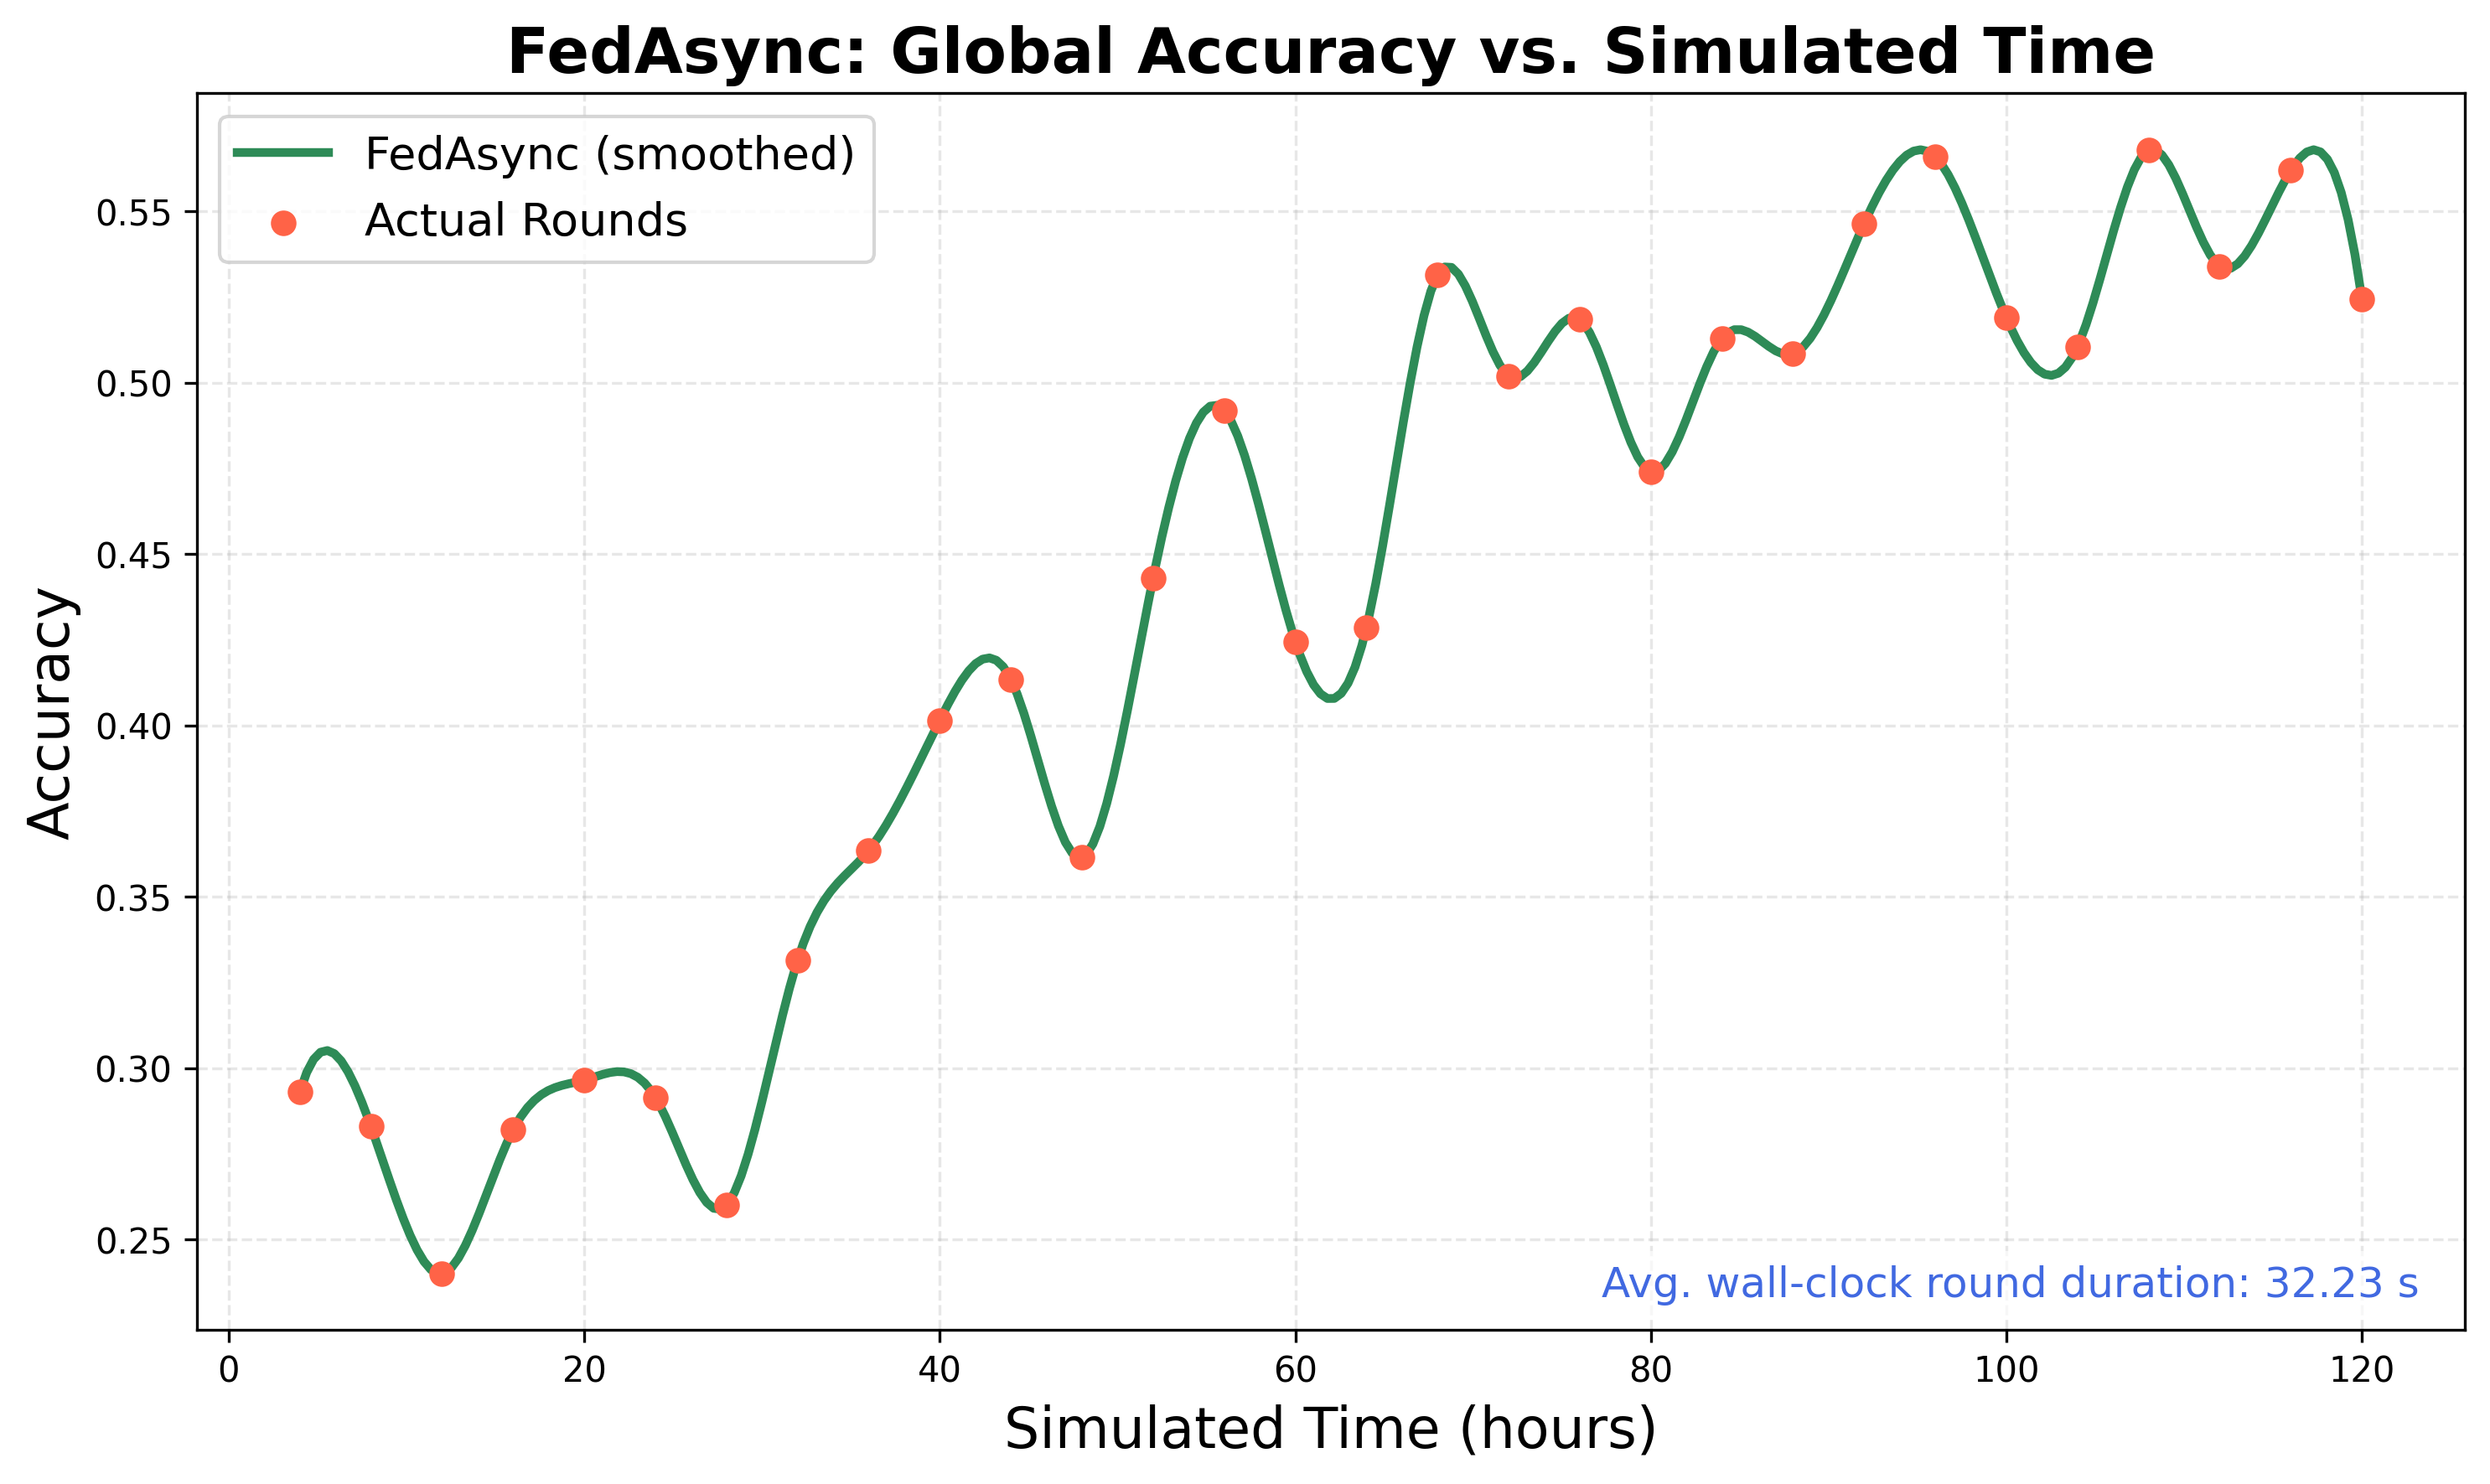 FedAsync: Global Accuracy vs. Simulated Time
FedAsync (smoothed)
Actual Rounds
Accuracy
0.55
0.50
0.45
0.40
0.35
0.30
0.25
Avg. wall-clock round duration: 32.23 s
0 20 40 60 80 100 120
Simulated Time (hours)